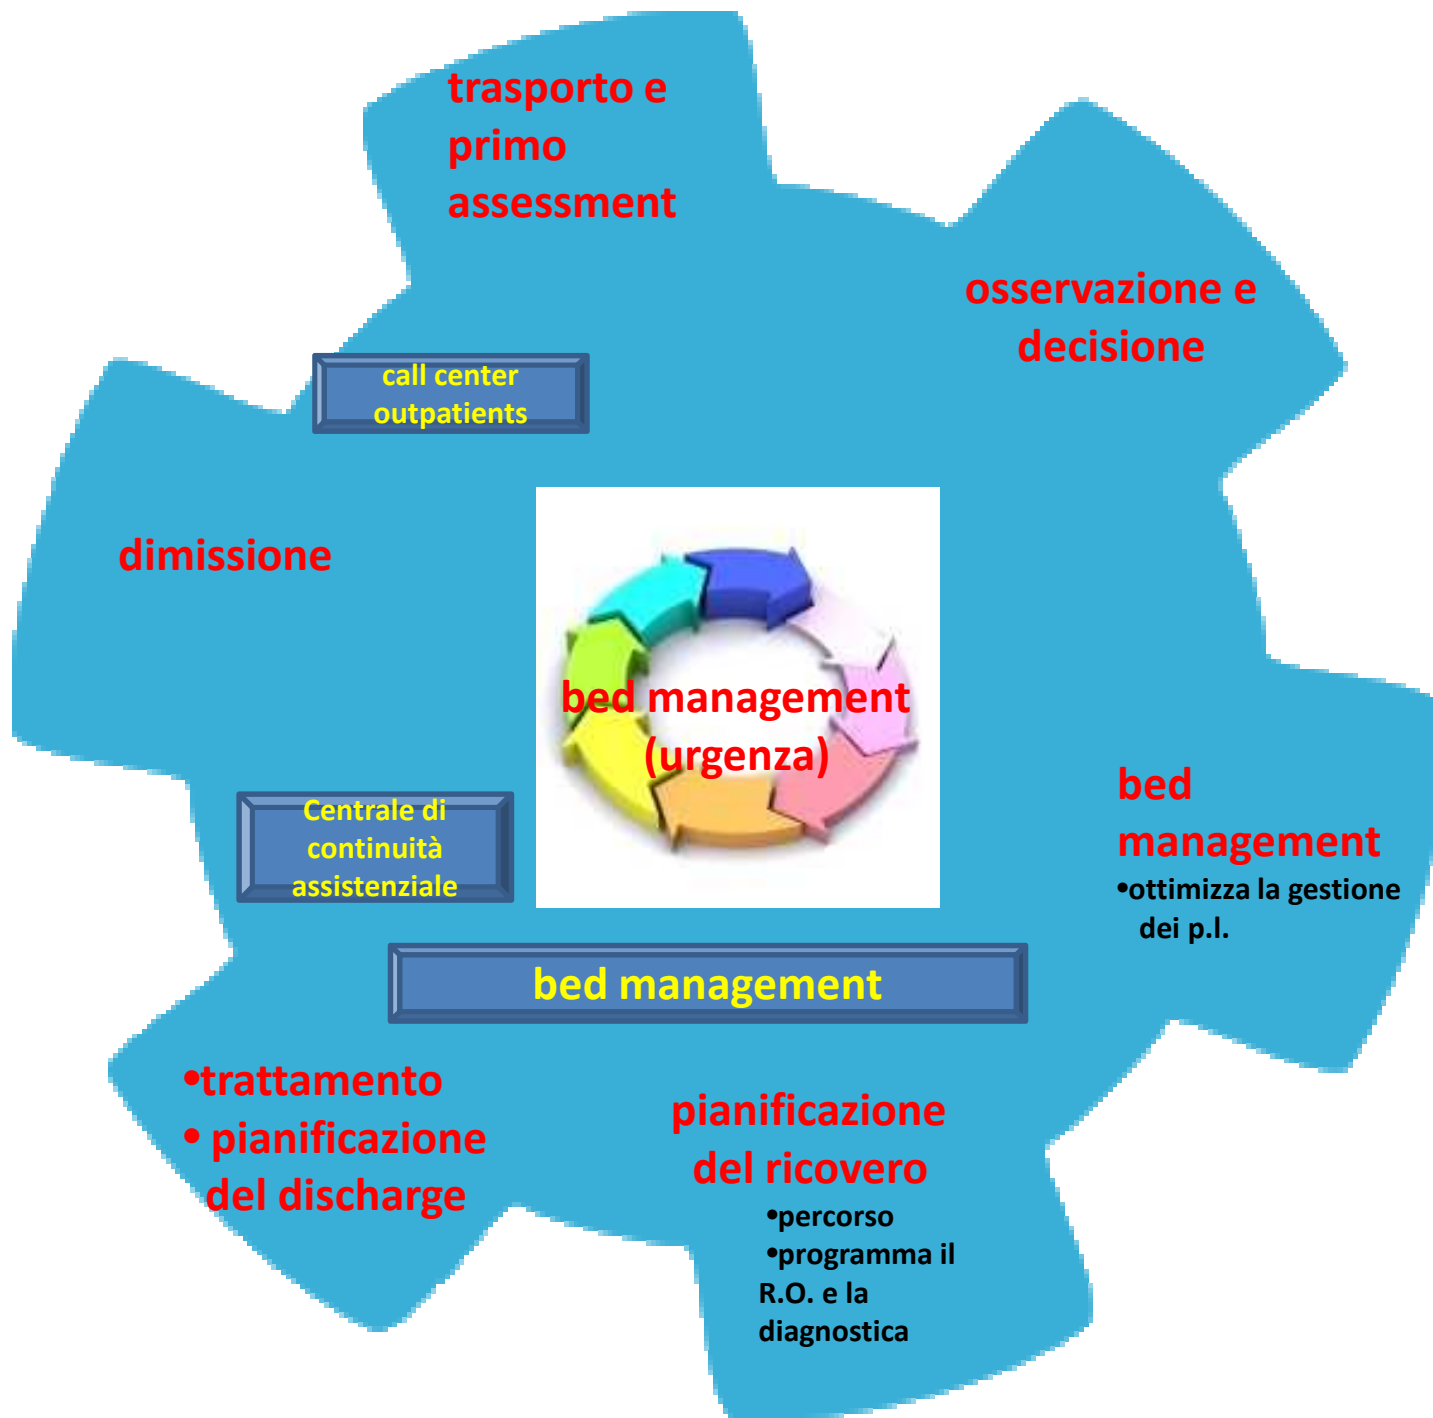 trasporto e
primo
assessment
osservazione e
decisione
call center
outpatients
dimissione
bed management
(urgenza)
bed
management
•ottimizza la gestione
dei p.l.
Centrale di
continuità
assistenziale
bed management
•trattamento
• pianificazione
del discharge
pianificazione
del ricovero
•percorso
•programma il
R.O. e la
diagnostica